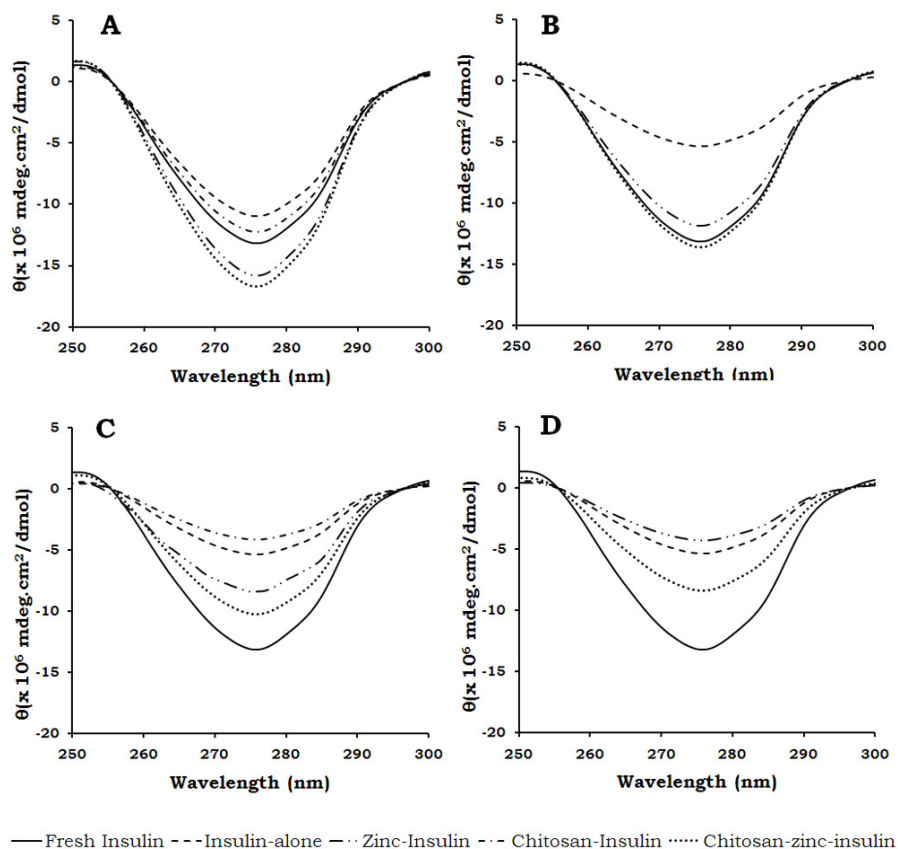 A
B
5
0
-5
-10
-15
-20
θ(x 10⁶ mdeg.cm²/dmol)
250 260 270 280 290 300
Wavelength (nm)
5
0
-5
-10
-15
-20
θ(x 10⁶ mdeg.cm²/dmol)
250 260 270 280 290 300
Wavelength (nm)
C
D
5
0
-5
-10
-15
-20
θ(x 10⁶ mdeg.cm²/dmol)
250 260 270 280 290 300
Wavelength (nm)
5
0
-5
-10
-15
-20
θ(x 10⁶ mdeg.cm²/dmol)
250 260 270 280 290 300
Wavelength (nm)
Fresh Insulin Insulin-alone Zinc-Insulin Chitosan-Insulin Chitosan-zinc-insulin